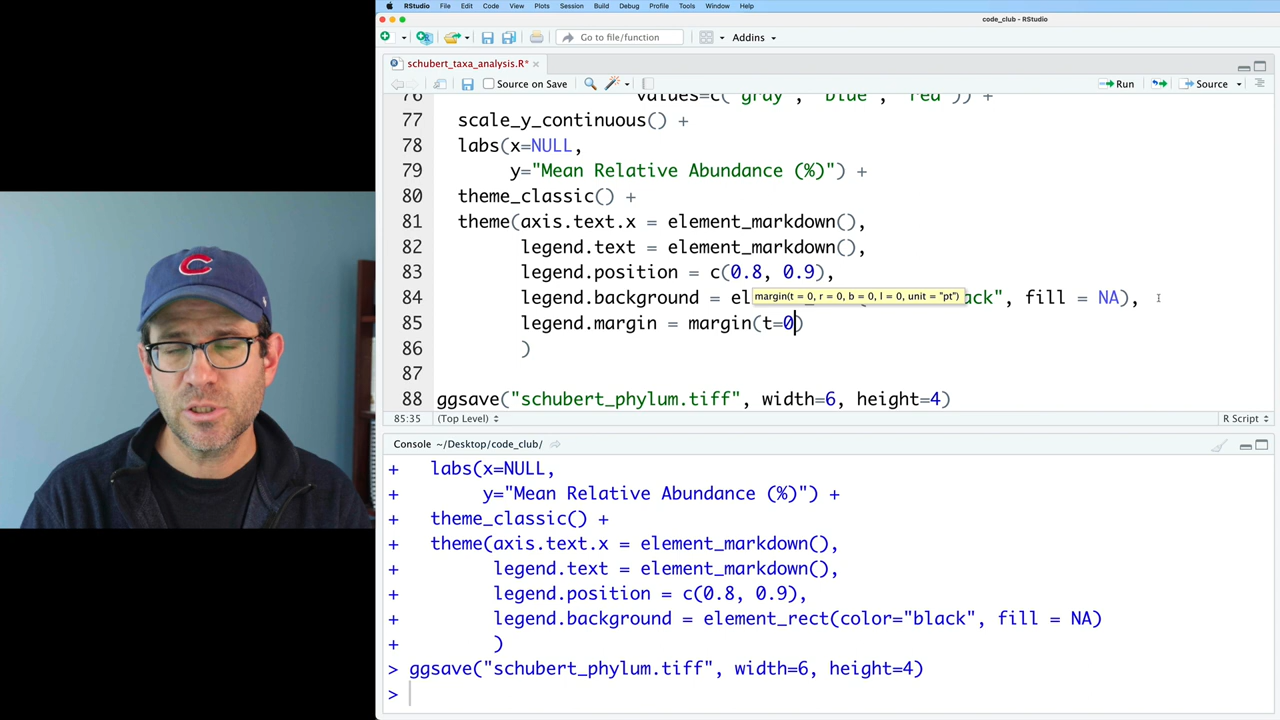 RStudio File Edit Code View Plots Session Build Debug Profile Tools Window Help
code_club - RStudio
Go to file/function Addins
schubert_taxa_analysis.R*
Source on Save Run Source
76 values=c("gray", "blue", "red")) +
77 scale_y_continuous() +
78 labs(x=NULL,
79 y="Mean Relative Abundance (%)") +
80 theme_classic() +
81 theme(axis.text.x = element_markdown(),
82 legend.text = element_markdown(),
83 legend.position = c(0.8, 0.9),
margin(t = 0, r = 0, b = 0, l = 0, unit = "pt")
84 legend.background = el ack", fill = NA),
85 legend.margin = margin(t=0)
86 )
87
88 ggsave("schubert_phylum.tiff", width=6, height=4)
85:35 (Top Level) R Script
Console ~/Desktop/code_club/
+ labs(x=NULL,
+ y="Mean Relative Abundance (%)") +
+ theme_classic() +
+ theme(axis.text.x = element_markdown(),
+ legend.text = element_markdown(),
+ legend.position = c(0.8, 0.9),
+ legend.background = element_rect(color="black", fill = NA)
+ )
> ggsave("schubert_phylum.tiff", width=6, height=4)
>
C